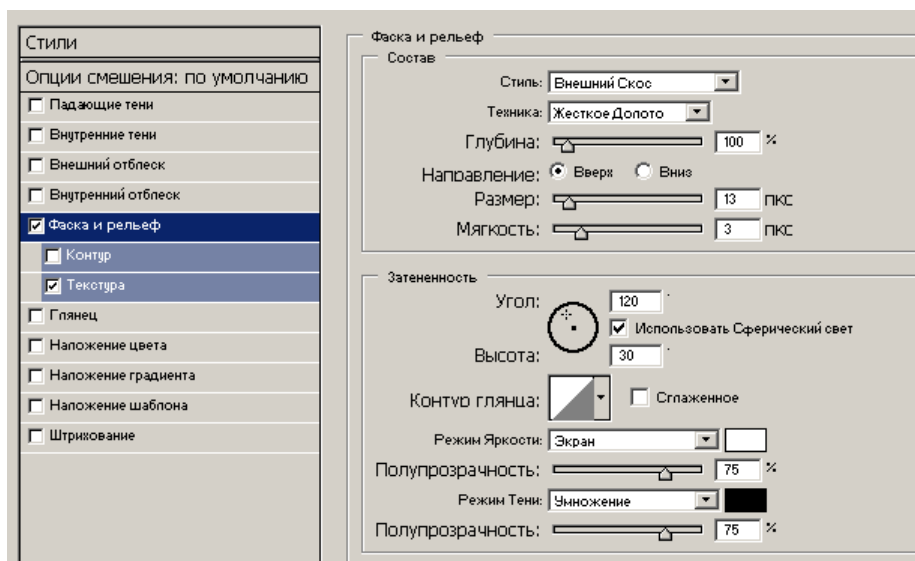 Стили
Опции смешения: по умолчанию
Падающие тени
Внутренние тени
Внешний отблеск
Внутренний отблеск
Фаска и рельеф
Контур
Текстура
Глянец
Наложение цвета
Наложение градиента
Наложение шаблона
Штрихование
Фаска и рельеф
Состав
Стиль: Внешний Скос
Техника: Жесткое Долото
Глубина: 100 %
Направление: Вверх Вниз
Размер: 13 пкс
Мягкость: 3 пкс
Затененность
Угол: 120 °
Использовать Сферический свет
Высота: 30 °
Контур глянца: Сглаженное
Режим Яркости: Экран
Полупрозрачность: 75 %
Режим Тени: Умножение
Полупрозрачность: 75 %